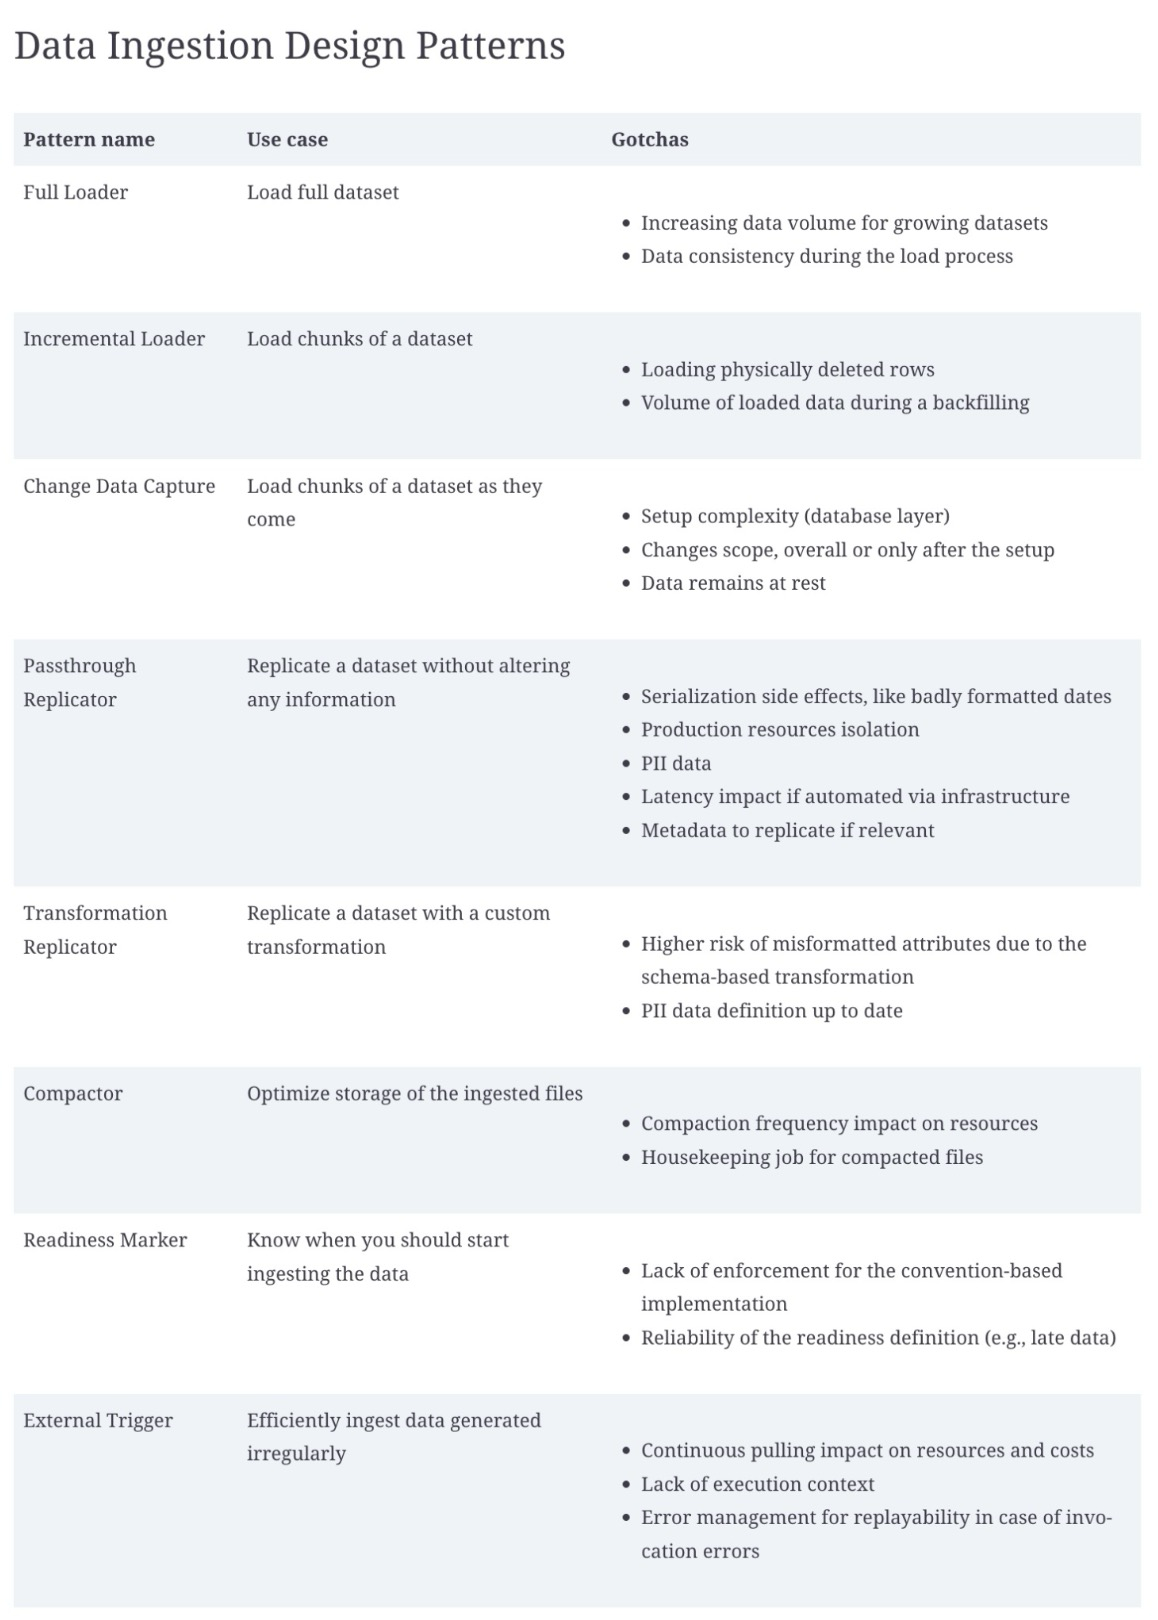 Data Ingestion Design Patterns
Pattern name Use case Gotchas
Full Loader Load full dataset
• Increasing data volume for growing datasets
• Data consistency during the load process
Incremental Loader Load chunks of a dataset
• Loading physically deleted rows
• Volume of loaded data during a backfilling
Change Data Capture Load chunks of a dataset as they
come
• Setup complexity (database layer)
• Changes scope, overall or only after the setup
• Data remains at rest
Passthrough Replicate a dataset without altering
Replicator any information
• Serialization side effects, like badly formatted dates
• Production resources isolation
• PII data
• Latency impact if automated via infrastructure
• Metadata to replicate if relevant
Transformation Replicate a dataset with a custom
Replicator transformation
• Higher risk of misformatted attributes due to the
schema-based transformation
• PII data definition up to date
Compactor Optimize storage of the ingested files
• Compaction frequency impact on resources
• Housekeeping job for compacted files
Readiness Marker Know when you should start
ingesting the data
• Lack of enforcement for the convention-based
implementation
• Reliability of the readiness definition (e.g., late data)
External Trigger Efficiently ingest data generated
irregularly
• Continuous pulling impact on resources and costs
• Lack of execution context
• Error management for replayability in case of invo-
cation errors